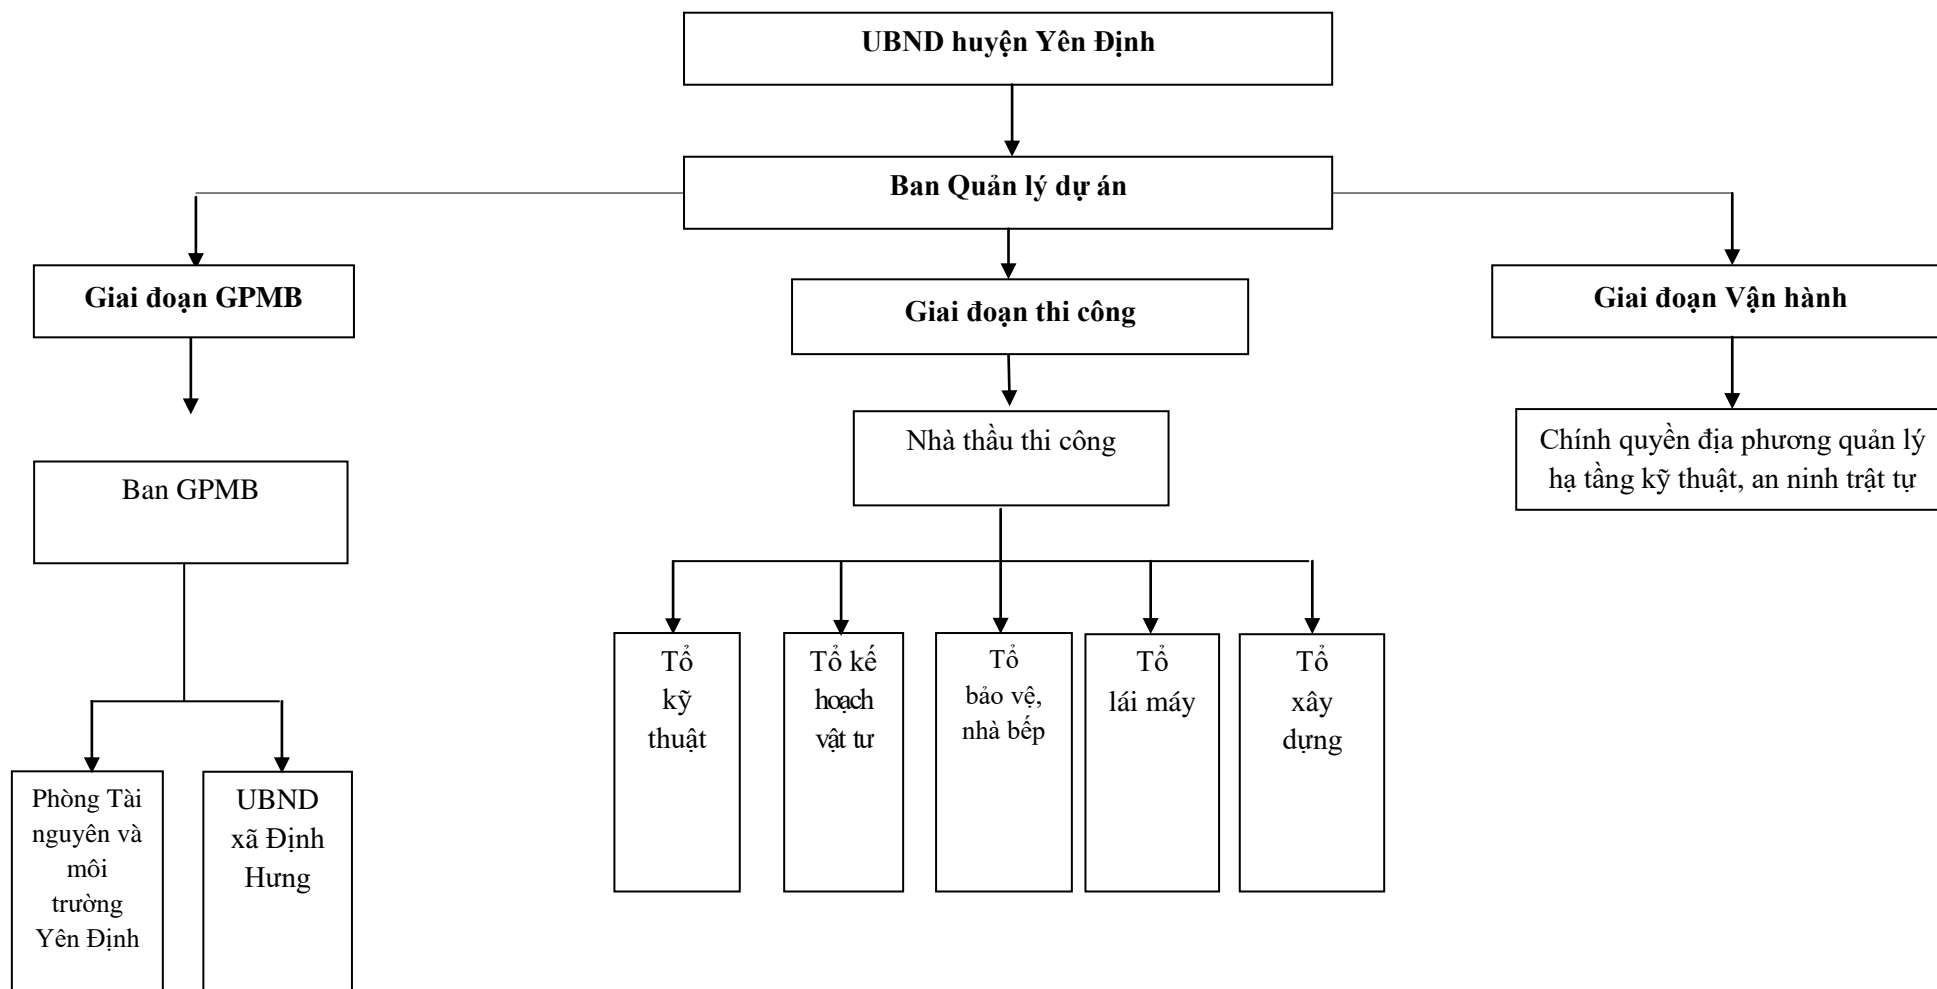 UBND huyện Yên Định
Ban Quản lý dự án
Giai đoạn GPMB
Giai đoạn thi công
Giai đoạn Vận hành
Ban GPMB
Nhà thầu thi công
Chính quyền địa phương quản lý
hạ tầng kỹ thuật, an ninh trật tự
Phòng Tài
nguyên và
môi
trường
Yên Định
UBND
xã Định
Hưng
Tổ
kỹ
thuật
Tổ kế
hoạch
vật tư
Tổ
bảo vệ,
nhà bếp
Tổ
lái máy
Tổ
xây
dựng